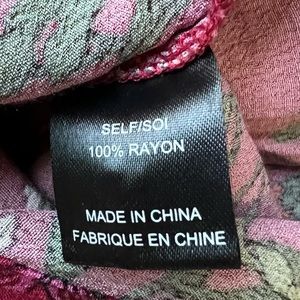 SELF/SOI
100% RAYON
MADE IN CHINA
FABRIQUE EN CHINE